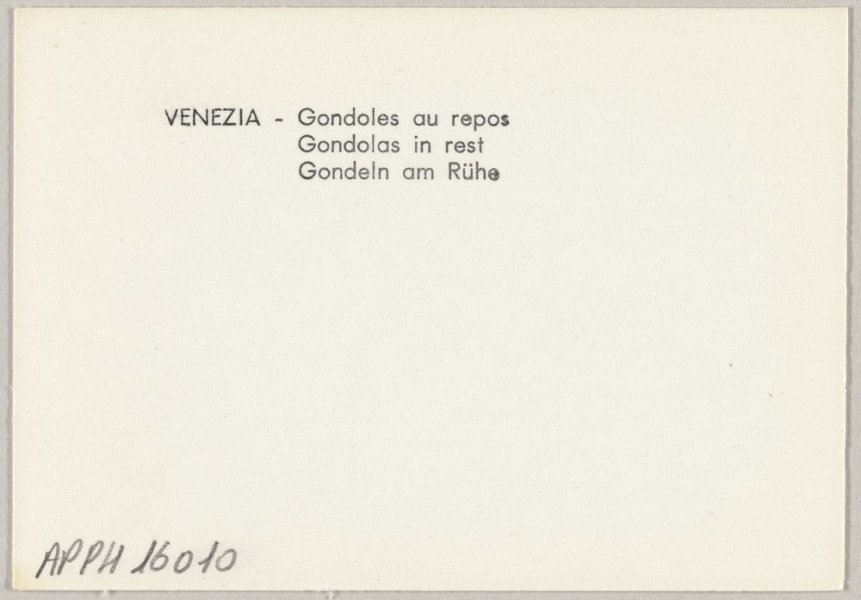 VENEZIA - Gondoles au repos
Gondolas in rest
Gondeln am Rühe
APPH 16010